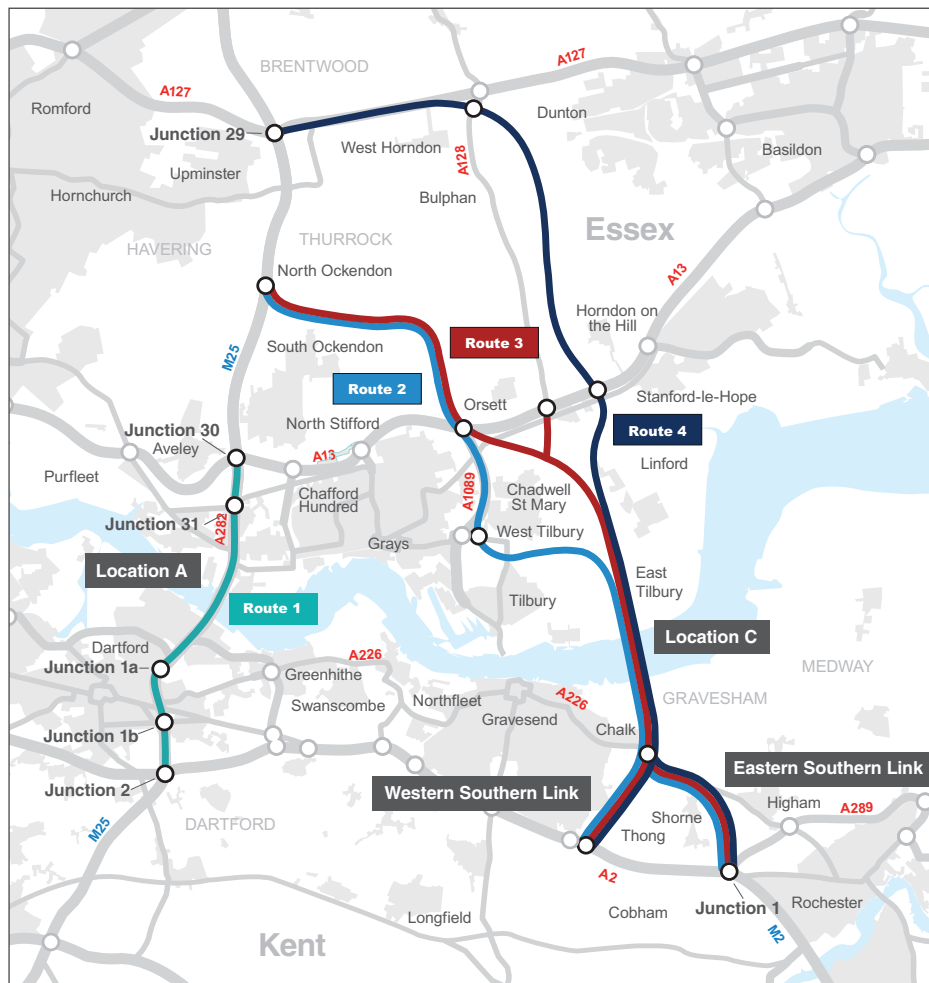 BRENTWOOD
A127
A127
Romford
Dunton
Junction 29
West Horndon
A128
Basildon
Upminster
Hornchurch
Bulphan
Essex
HAVERING
THURROCK
North Ockendon
A13
Horndon on
the Hill
M25
South Ockendon
Route 3
Route 2
Orsett
Stanford-le-Hope
Junction 30
North Stifford
Route 4
Aveley
A13
Linford
Purfleet
Chafford
Hundred
A1089
Chadwell
St Mary
Junction 31
A282
West Tilbury
Grays
Location A
East
Tilbury
Route 1
Tilbury
Location C
Dartford
A226
Junction 1a
Greenhithe
MEDWAY
Swanscombe
Northfleet
A226
GRAVESHAM
Gravesend
Chalk
Junction 1b
Eastern Southern Link
Junction 2
Western Southern Link
Higham
A289
Shorne
M25
DARTFORD
Thong
A2
Junction 1
Rochester
Longfield
Cobham
M2
Kent